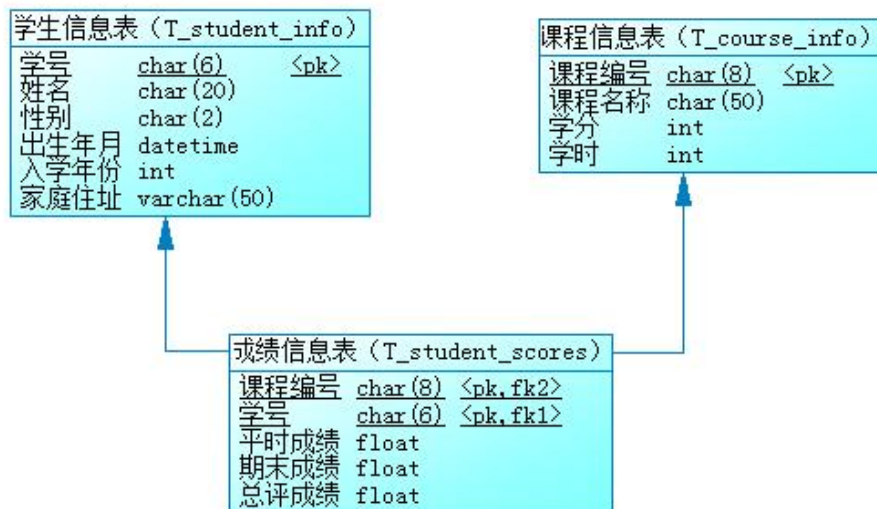 学生信息表（T_student_info）
学号 char(6) <pk>
姓名 char(20)
性别 char(2)
出生年月 datetime
入学年份 int
家庭住址 varchar(50)
课程信息表（T_course_info）
课程编号 char(8) <pk>
课程名称 char(50)
学分 int
学时 int
成绩信息表（T_student_scores）
课程编号 char(8) <pk,fk2>
学号 char(6) <pk,fk1>
平时成绩 float
期末成绩 float
总评成绩 float